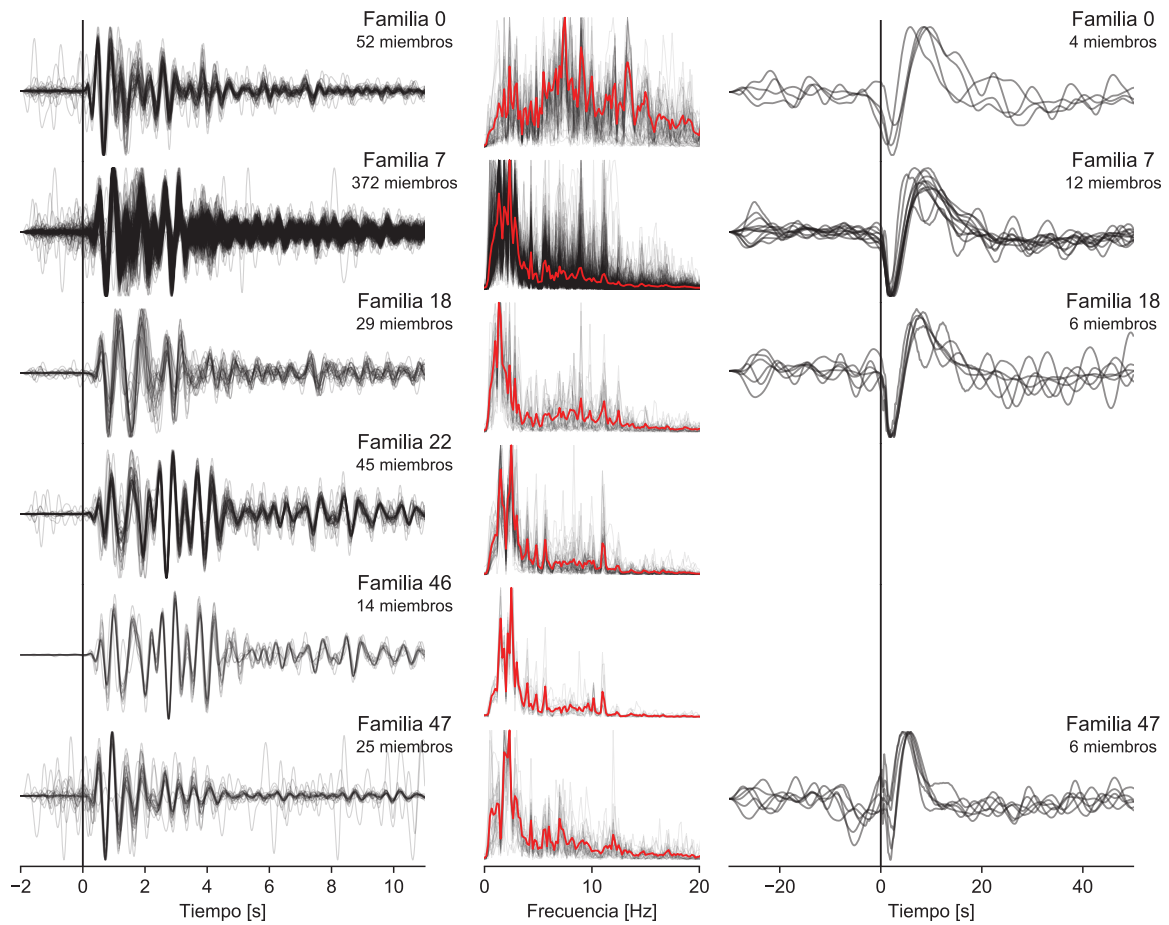 Familia 0
52 miembros
Familia 0
4 miembros
Familia 7
372 miembros
Familia 7
12 miembros
Familia 18
29 miembros
Familia 18
6 miembros
Familia 22
45 miembros
Familia 46
14 miembros
Familia 47
25 miembros
Familia 47
6 miembros
−2 0 2 4 6 8 10
Tiempo [s]
0 10 20
Frecuencia [Hz]
−20 0 20 40
Tiempo [s]